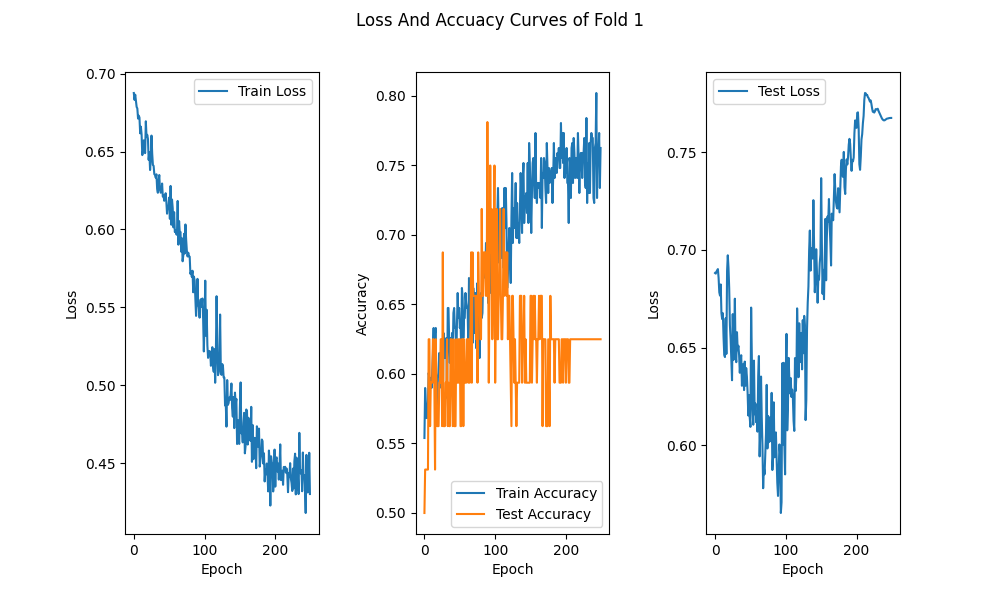 Loss And Accuacy Curves of Fold 1
0.70
0.65
0.60
0.55
0.50
0.45
Loss
0
100
200
Epoch
Train Loss
0.80
0.75
0.70
0.65
0.60
0.55
0.50
Accuracy
0
100
200
Epoch
Train Accuracy
Test Accuracy
0.75
0.70
0.65
0.60
Loss
0
100
200
Epoch
Test Loss